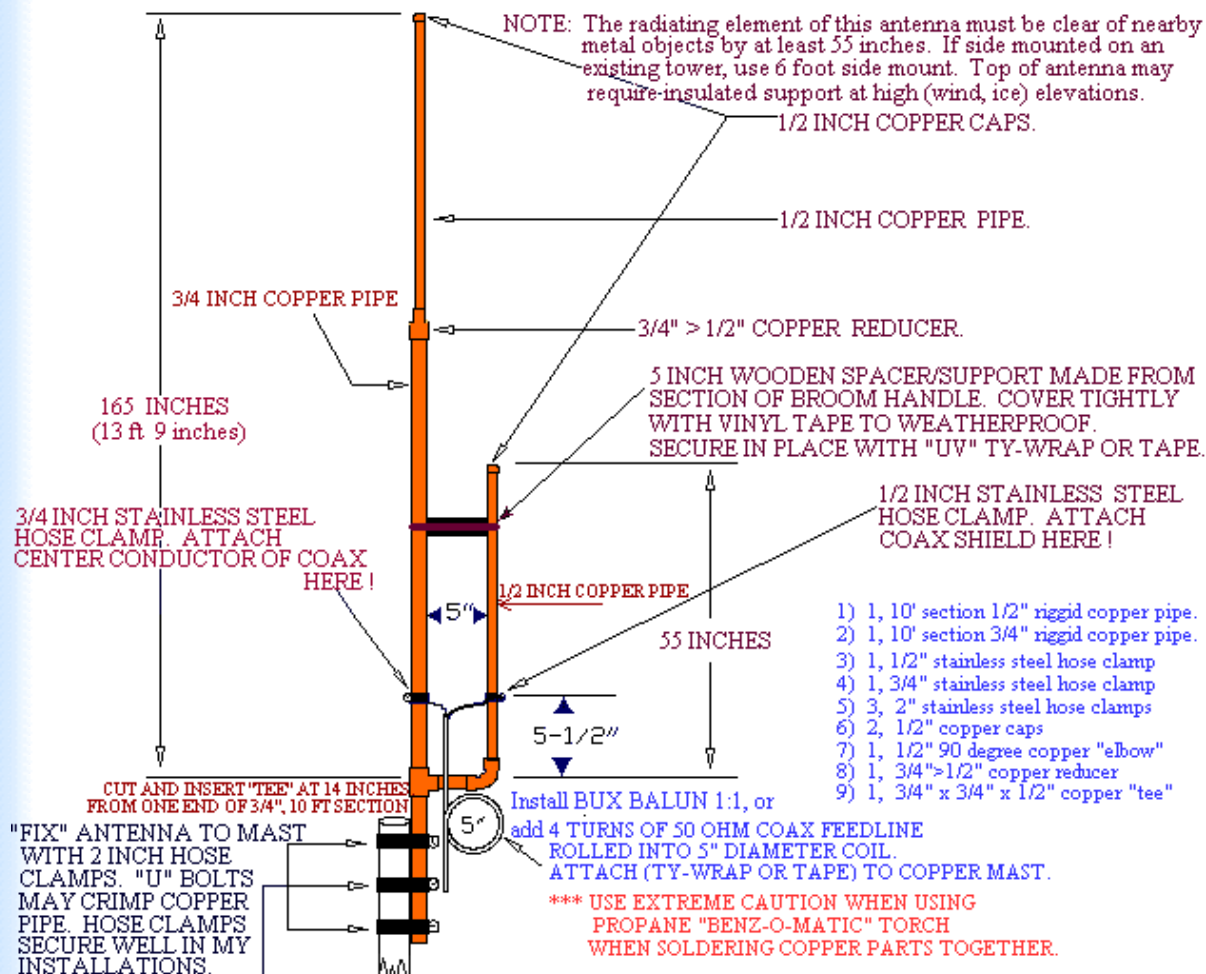 NOTE: The radiating element of this antenna must be clear of nearby
metal objects by at least 55 inches. If side mounted on an
existing tower, use 6 foot side mount. Top of antenna may
require insulated support at high (wind, ice) elevations.
1/2 INCH COPPER CAPS.
1/2 INCH COPPER PIPE.
3/4 INCH COPPER PIPE
3/4" > 1/2" COPPER REDUCER.
5 INCH WOODEN SPACER/SUPPORT MADE FROM
SECTION OF BROOM HANDLE. COVER TIGHTLY
WITH VINYL TAPE TO WEATHERPROOF.
SECURE IN PLACE WITH "UV" TY-WRAP OR TAPE.
165 INCHES
(13 ft 9 inches)
1/2 INCH STAINLESS STEEL
HOSE CLAMP. ATTACH
COAX SHIELD HERE !
3/4 INCH STAINLESS STEEL
HOSE CLAMP. ATTACH
CENTER CONDUCTOR OF COAX
HERE !
1/2 INCH COPPER PIPE
5"
55 INCHES
5-1/2"
1) 1, 10' section 1/2" riggid copper pipe.
2) 1, 10' section 3/4" riggid copper pipe.
3) 1, 1/2" stainless steel hose clamp
4) 1, 3/4" stainless steel hose clamp
5) 3, 2" stainless steel hose clamps
6) 2, 1/2" copper caps
7) 1, 1/2" 90 degree copper "elbow"
8) 1, 3/4">1/2" copper reducer
9) 1, 3/4" x 3/4" x 1/2" copper "tee"
CUT AND INSERT "TEE" AT 14 INCHES
FROM ONE END OF 3/4", 10 FT SECTION
5"
Install BUX BALUN 1:1, or
add 4 TURNS OF 50 OHM COAX FEEDLINE
ROLLED INTO 5" DIAMETER COIL.
ATTACH (TY-WRAP OR TAPE) TO COPPER MAST.
"FIX" ANTENNA TO MAST
WITH 2 INCH HOSE
CLAMPS. "U" BOLTS
MAY CRIMP COPPER
PIPE. HOSE CLAMPS
SECURE WELL IN MY
INSTALLATIONS.
*** USE EXTREME CAUTION WHEN USING
PROPANE "BENZ-O-MATIC" TORCH
WHEN SOLDERING COPPER PARTS TOGETHER.